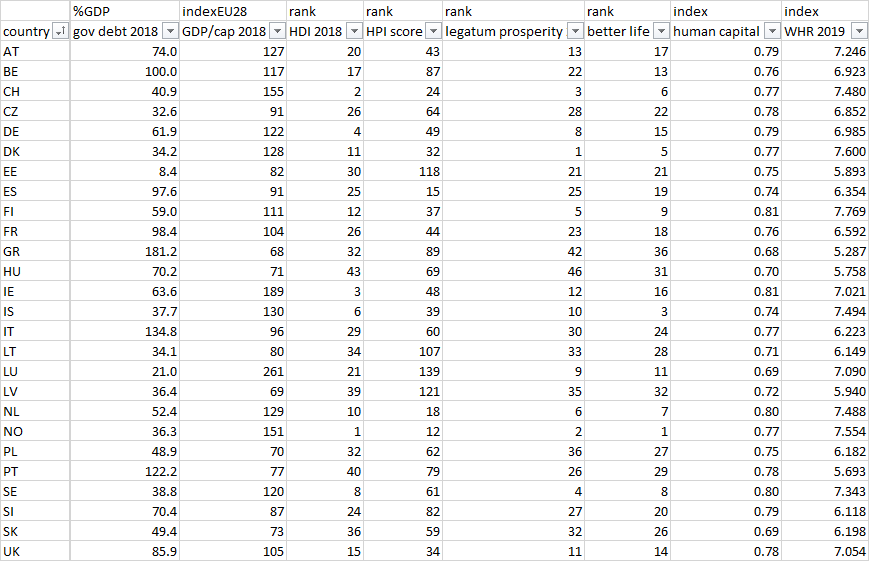 %GDP indexEU28 rank rank rank rank index index
country gov debt 2018 GDP/cap 2018 HDI 2018 HPI score legatum prosperity better life human capital WHR 2019
AT 74.0 127 20 43 13 17 0.79 7.246
BE 100.0 117 17 87 22 13 0.76 6.923
CH 40.9 155 2 24 3 6 0.77 7.480
CZ 32.6 91 26 64 28 22 0.78 6.852
DE 61.9 122 4 49 8 15 0.79 6.985
DK 34.2 128 11 32 1 5 0.77 7.600
EE 8.4 82 30 118 21 21 0.75 5.893
ES 97.6 91 25 15 25 19 0.74 6.354
FI 59.0 111 12 37 5 9 0.81 7.769
FR 98.4 104 26 44 23 18 0.76 6.592
GR 181.2 68 32 89 42 36 0.68 5.287
HU 70.2 71 43 69 46 31 0.70 5.758
IE 63.6 189 3 48 12 16 0.81 7.021
IS 37.7 130 6 39 10 3 0.74 7.494
IT 134.8 96 29 60 30 24 0.77 6.223
LT 34.1 80 34 107 33 28 0.71 6.149
LU 21.0 261 21 139 9 11 0.69 7.090
LV 36.4 69 39 121 35 32 0.72 5.940
NL 52.4 129 10 18 6 7 0.80 7.488
NO 36.3 151 1 12 2 1 0.77 7.554
PL 48.9 70 32 62 36 27 0.75 6.182
PT 122.2 77 40 79 26 29 0.78 5.693
SE 38.8 120 8 61 4 8 0.80 7.343
SI 70.4 87 24 82 27 20 0.79 6.118
SK 49.4 73 36 59 32 26 0.69 6.198
UK 85.9 105 15 34 11 14 0.78 7.054